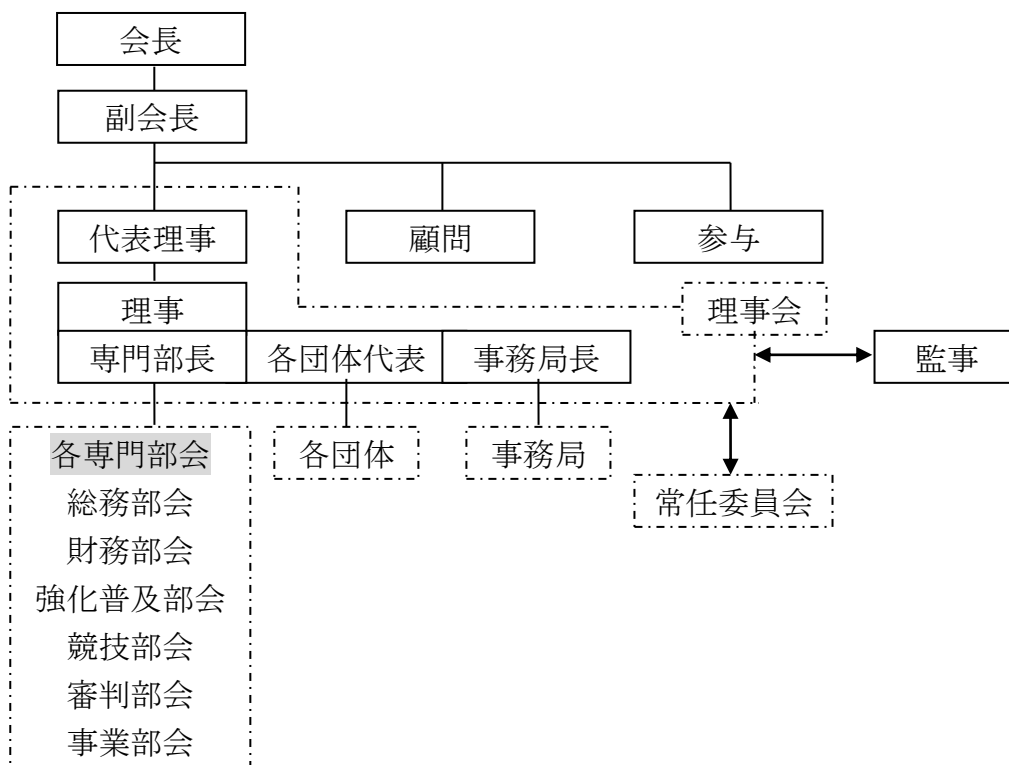 会長
副会長
代表理事
顧問
参与
理事
理事会
専門部長
各団体代表
事務局長
監事
各専門部会
各団体
事務局
総務部会
常任委員会
財務部会
強化普及部会
競技部会
審判部会
事業部会